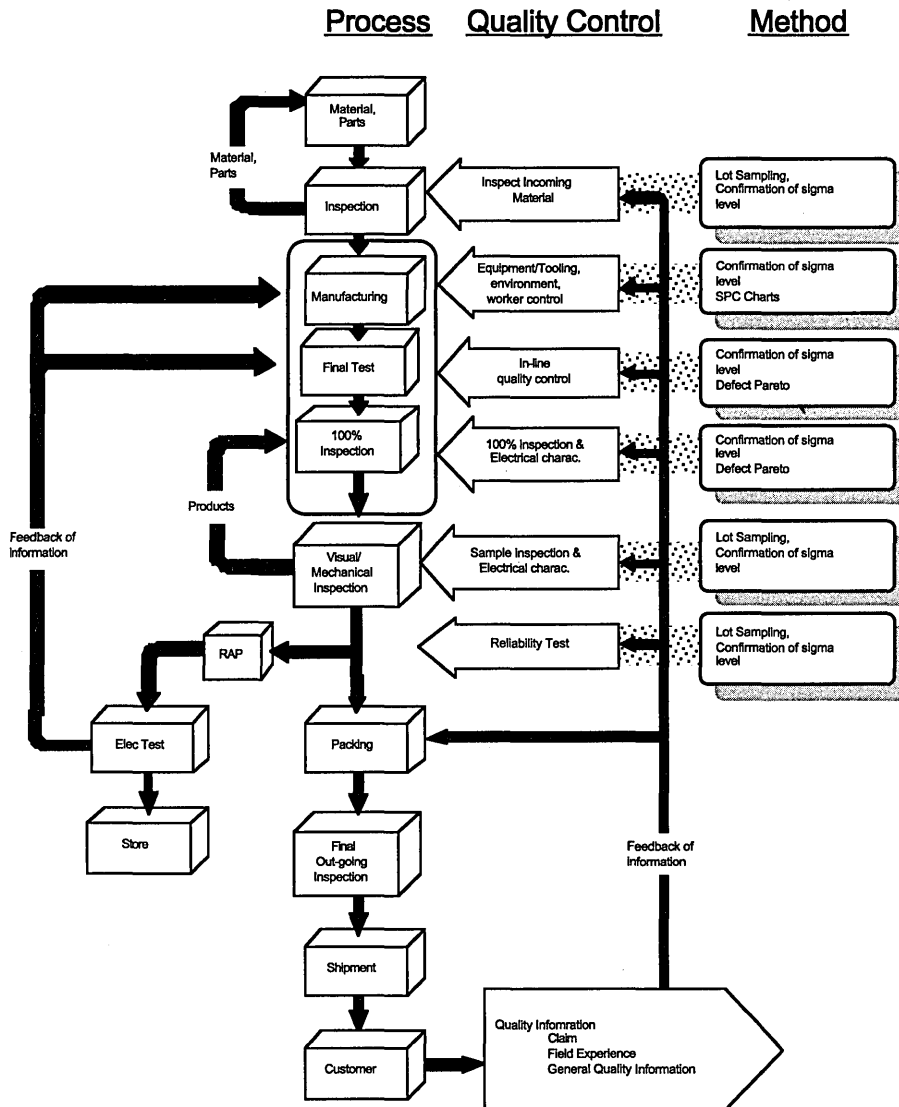 Process Quality Control Method
Material,
Parts
Material,
Parts
Inspection
Inspect Incoming
Material
Lot Sampling,
Confirmation of sigma
level
Manufacturing
Equipment/Tooling,
environment,
worker control
Confirmation of sigma
level
SPC Charts
Final Test
In-line
quality control
Confirmation of sigma
level
Defect Pareto
100%
Inspection
100% Inspection &
Electrical charac.
Confirmation of sigma
level
Defect Pareto
Products
Feedback of
Information
Visual/
Mechanical
Inspection
Sample Inspection &
Electrical charac.
Lot Sampling,
Confirmation of sigma
level
RAP
Reliability Test
Lot Sampling,
Confirmation of sigma
level
Elec Test
Packing
Store
Final
Out-going
Inspection
Feedback of
Information
Shipment
Customer
Quality Infomration
Claim
Field Experience
General Quality Information